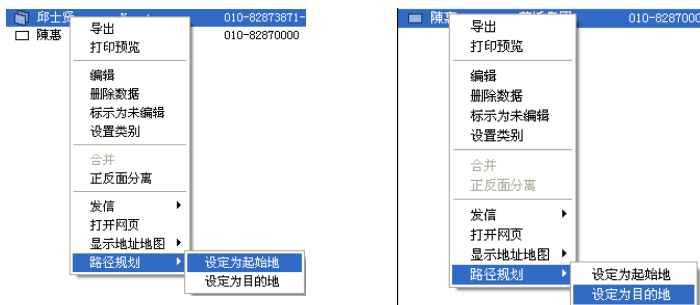 邱士贤 010-82873871-
陳惠 010-82870000
导出
打印预览
编辑
删除数据
标示为未编辑
设置类别
合并
正反面分离
发信
打开网页
显示地址地图
路径规划
设定为起始地
设定为目的地
陳惠 010-8287000
导出
打印预览
编辑
删除数据
标示为未编辑
设置类别
合并
正反面分离
发信
打开网页
显示地址地图
路径规划
设定为起始地
设定为目的地